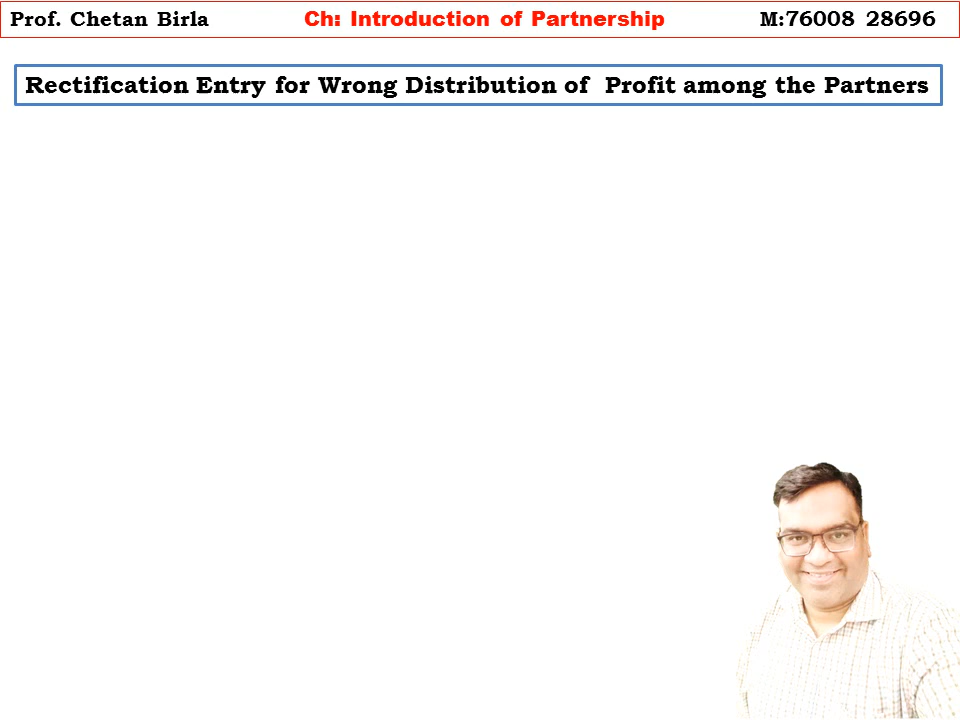 Prof. Chetan Birla Ch: Introduction of Partnership M:76008 28696
Rectification Entry for Wrong Distribution of Profit among the Partners